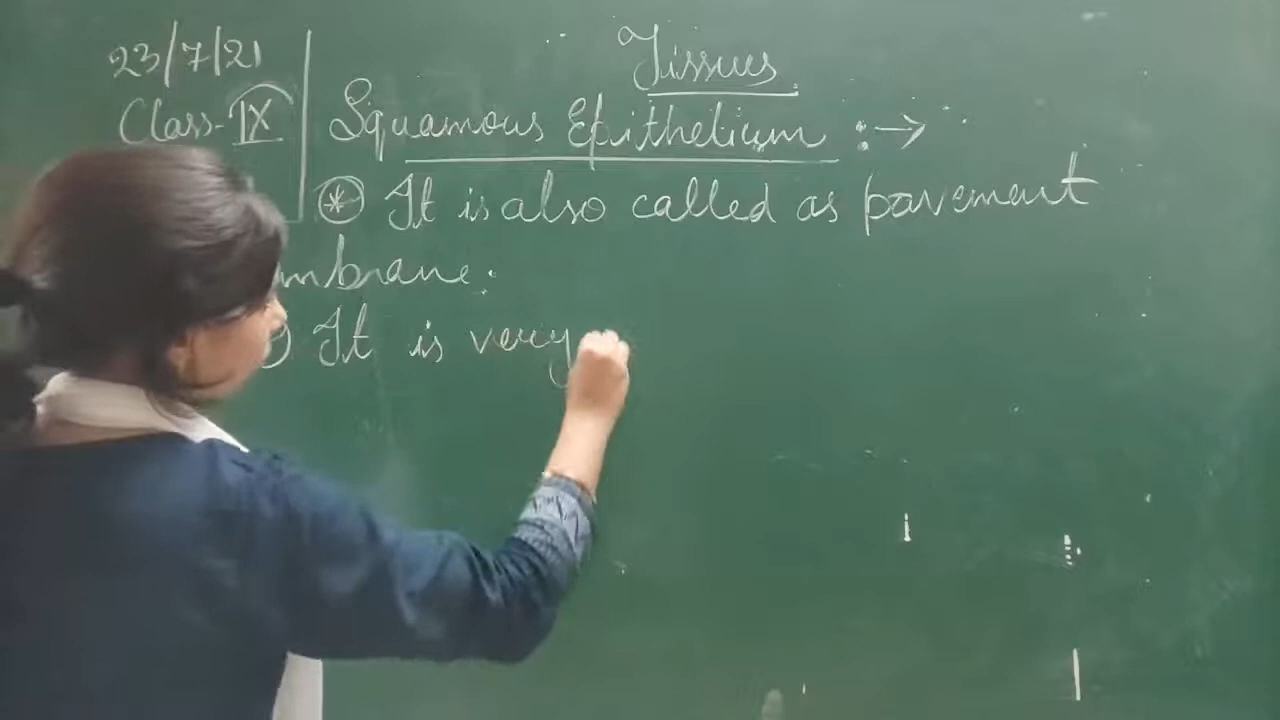 Tissues
23/7/21
Class-IX
Squamous Epithelium :→
It is also called as pavement
mbrane.
It is very